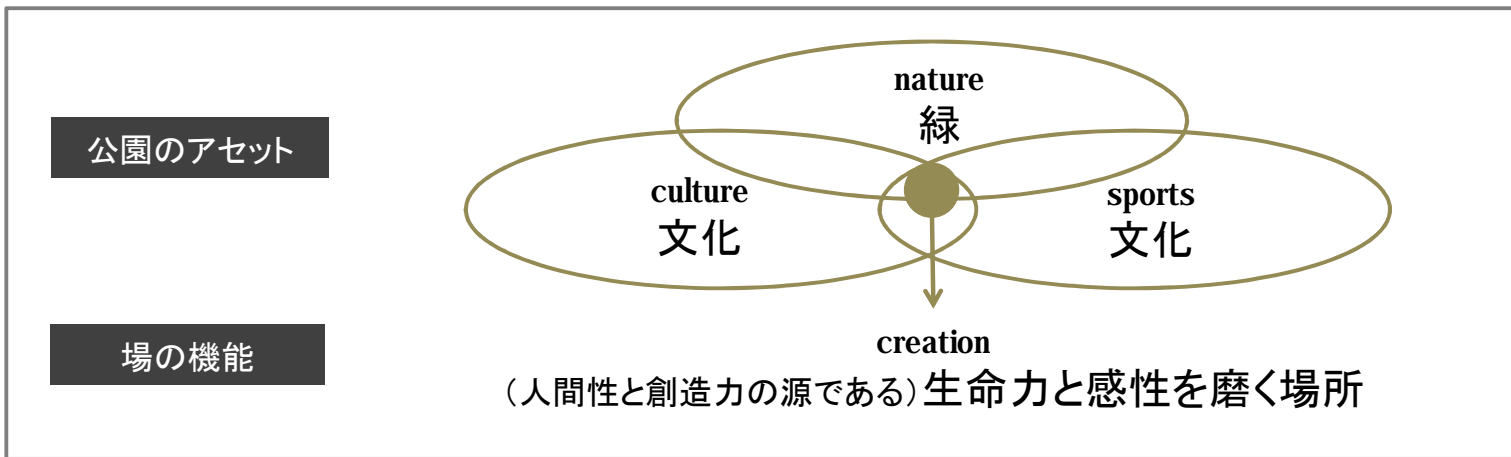 公園のアセット
nature
緑
culture
文化
sports
文化
場の機能
creation
(人間性と創造力の源である)生命力と感性を磨く場所